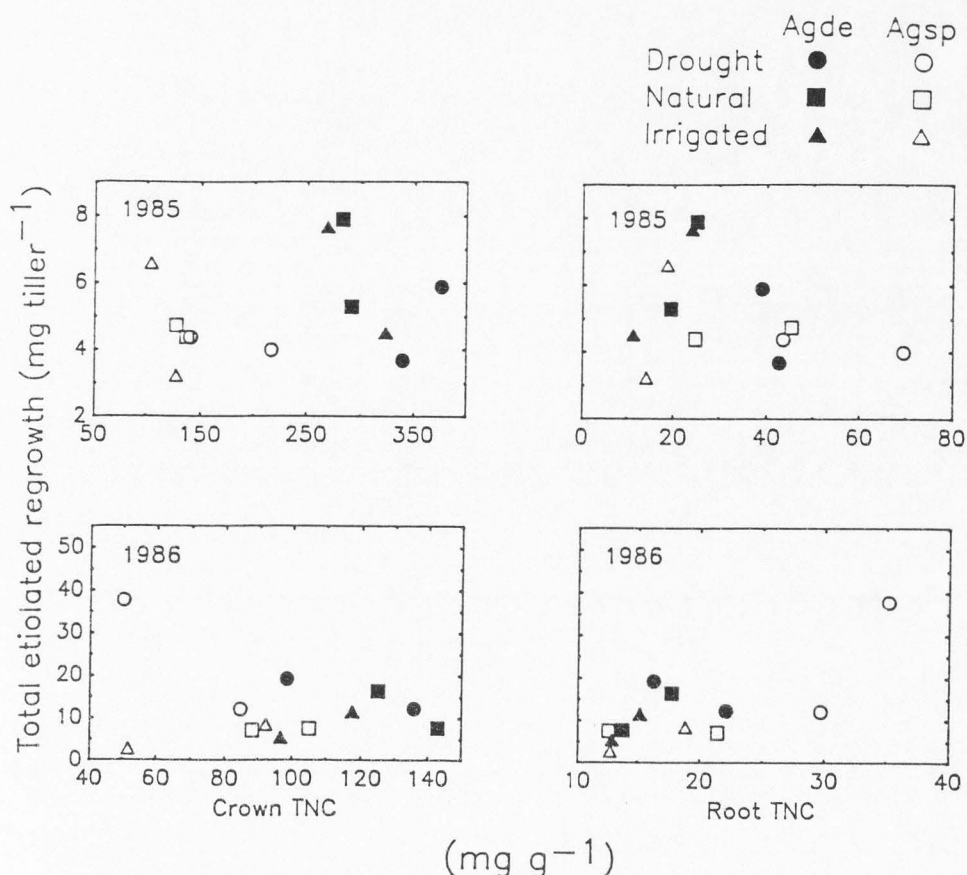 Agde Agsp
Drought
Natural
Irrigated
1985
8
6
4
2
50 150 250 350
1985
0 20 40 60 80
Total etiolated regrowth (mg tiller⁻¹)
1986
50
40
30
20
10
0
40 60 80 100 120 140
Crown TNC
1986
10 20 30 40
Root TNC
(mg g⁻¹)